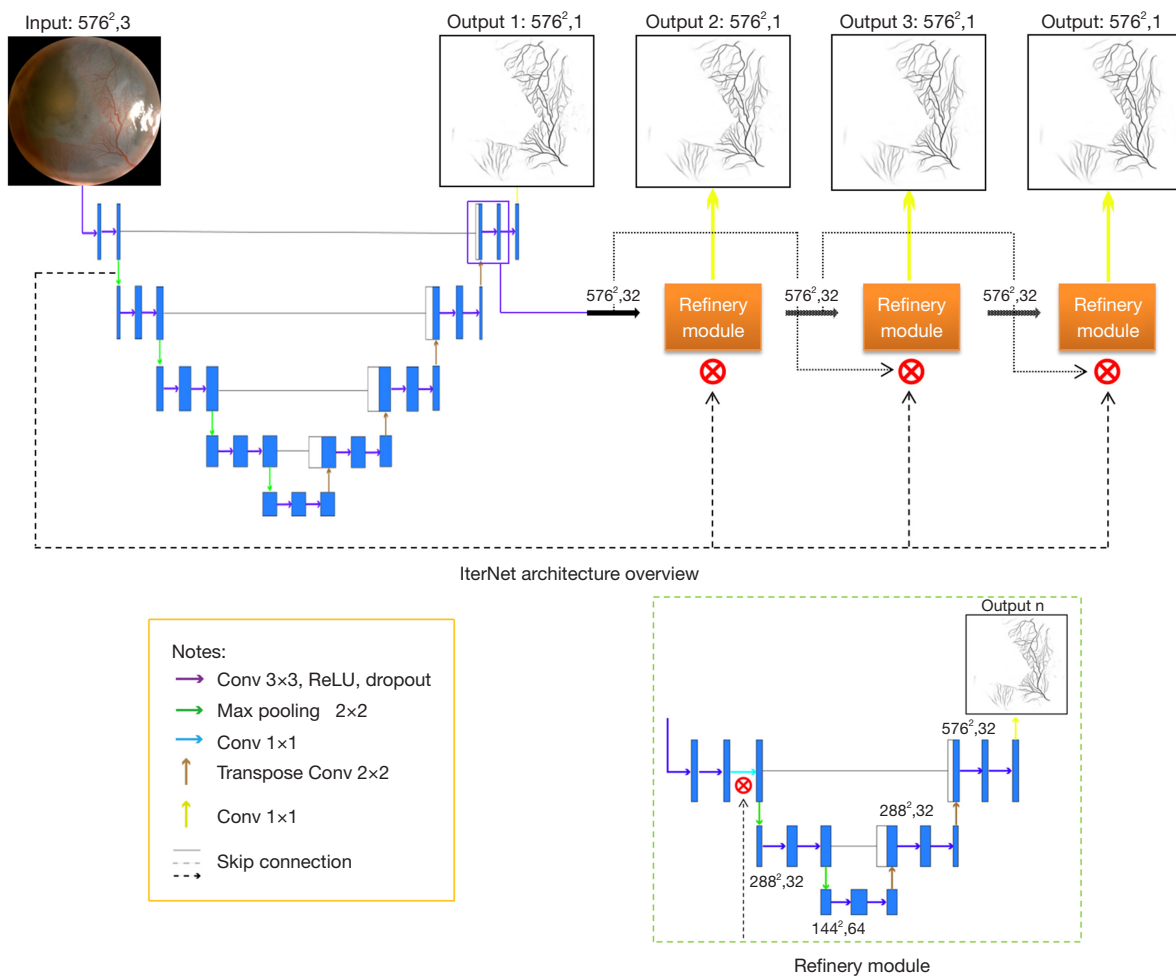 Input: 576²,3
Output 1: 576²,1
Output 2: 576²,1
Output 3: 576²,1
Output: 576²,1
576²,32
Refinery
module
576²,32
Refinery
module
576²,32
Refinery
module
IterNet architecture overview
Notes:
Conv 3×3, ReLU, dropout
Max pooling 2×2
Conv 1×1
Transpose Conv 2×2
Conv 1×1
Skip connection
Output n
576²,32
288²,32
288²,32
144²,64
Refinery module